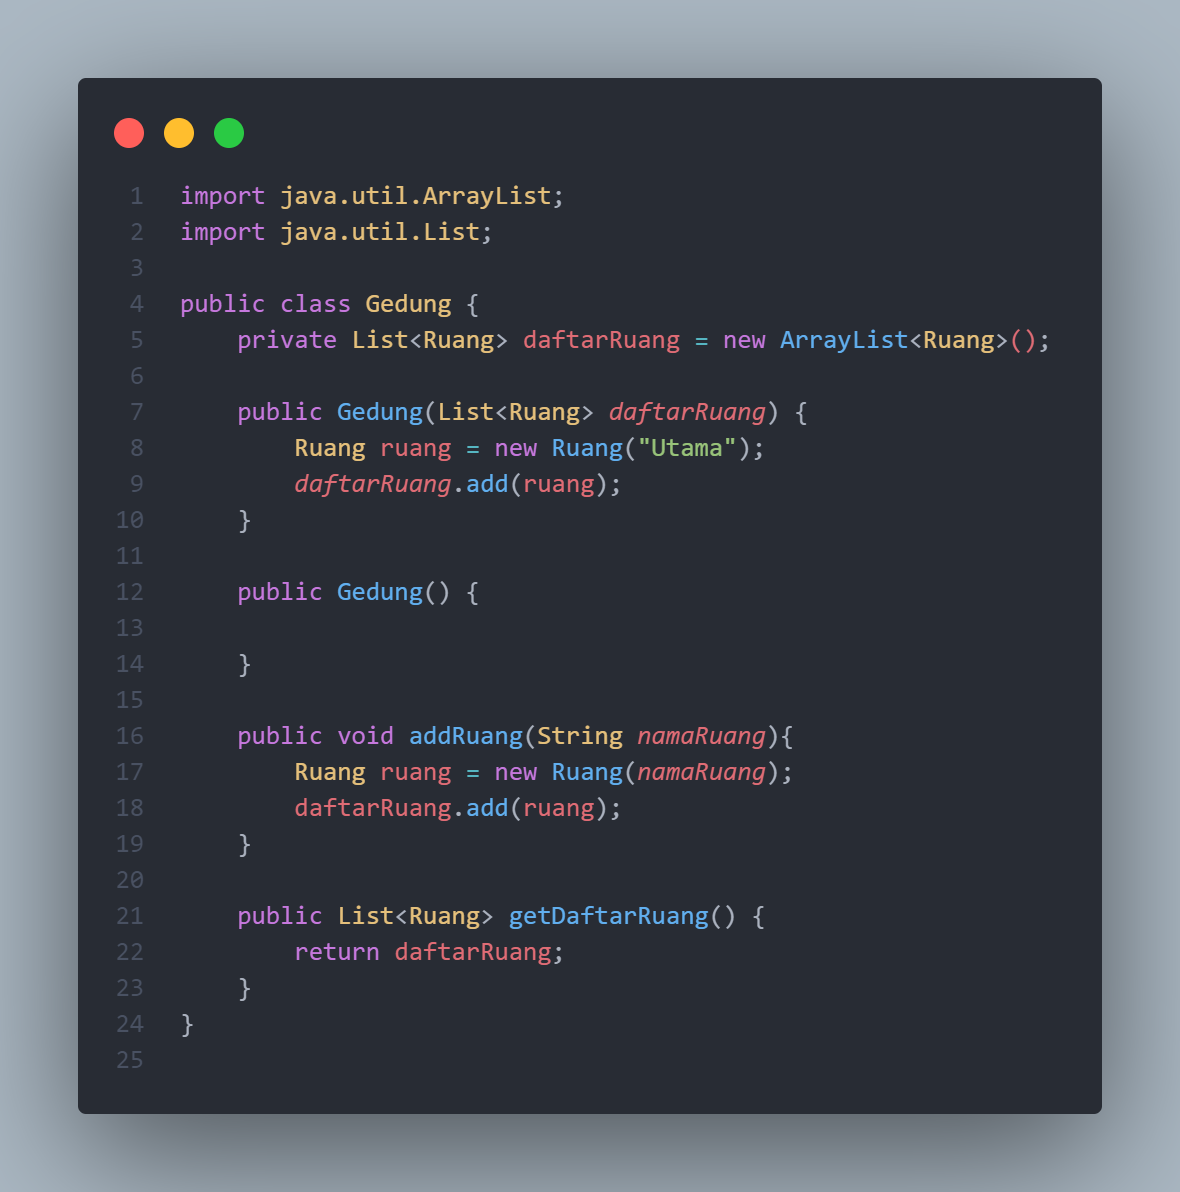 1 import java.util.ArrayList;
2 import java.util.List;
3
4 public class Gedung {
5     private List<Ruang> daftarRuang = new ArrayList<Ruang>();
6
7     public Gedung(List<Ruang> daftarRuang) {
8         Ruang ruang = new Ruang("Utama");
9         daftarRuang.add(ruang);
10     }
11
12     public Gedung() {
13
14     }
15
16     public void addRuang(String namaRuang){
17         Ruang ruang = new Ruang(namaRuang);
18         daftarRuang.add(ruang);
19     }
20
21     public List<Ruang> getDaftarRuang() {
22         return daftarRuang;
23     }
24 }
25